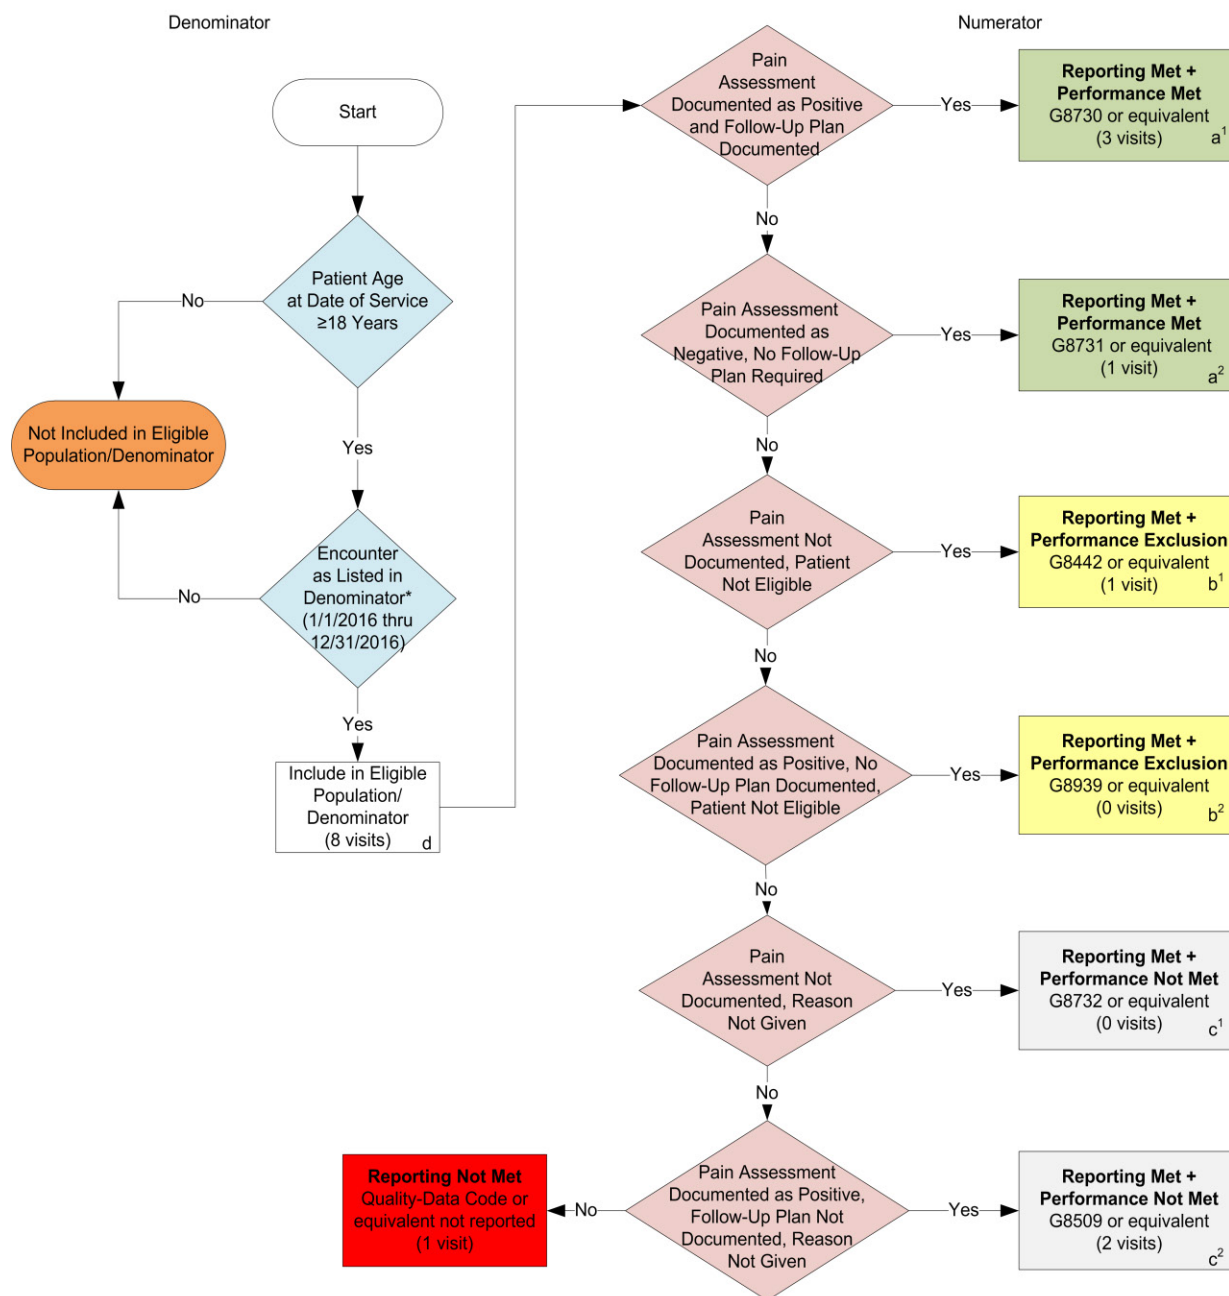 Denominator
Numerator
Start
Patient Age
at Date of Service
≥18 Years
No
Not Included in Eligible
Population/Denominator
Yes
Encounter
as Listed in
Denominator*
(1/1/2016 thru
12/31/2016)
No
Yes
Include in Eligible
Population/
Denominator
(8 visits)
d
Pain
Assessment
Documented as Positive
and Follow-Up Plan
Documented
Yes
Reporting Met +
Performance Met
G8730 or equivalent
(3 visits)
a¹
No
Pain Assessment
Documented as
Negative, No Follow-Up
Plan Required
Yes
Reporting Met +
Performance Met
G8731 or equivalent
(1 visit)
a²
No
Pain
Assessment Not
Documented, Patient
Not Eligible
Yes
Reporting Met +
Performance Exclusion
G8442 or equivalent
(1 visit)
b¹
No
Pain Assessment
Documented as Positive, No
Follow-Up Plan Documented,
Patient Not Eligible
Yes
Reporting Met +
Performance Exclusion
G8939 or equivalent
(0 visits)
b²
No
Pain
Assessment Not
Documented, Reason
Not Given
Yes
Reporting Met +
Performance Not Met
G8732 or equivalent
(0 visits)
c¹
No
Pain Assessment
Documented as Positive,
Follow-Up Plan Not
Documented, Reason
Not Given
Yes
Reporting Met +
Performance Not Met
G8509 or equivalent
(2 visits)
c²
No
Reporting Not Met
Quality-Data Code or
equivalent not reported
(1 visit)